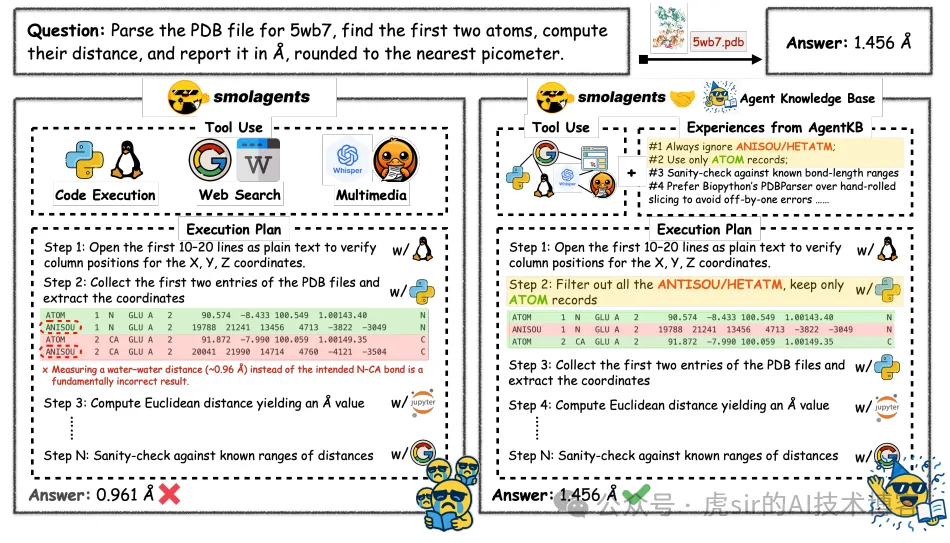 Question: Parse the PDB file for 5wb7, find the first two atoms, compute
their distance, and report it in Å, rounded to the nearest picometer.
5wb7.pdb
Answer: 1.456 Å
smolagents
Tool Use
Code Execution
W
Web Search
Whisper
Multimedia
Execution Plan
Step 1: Open the first 10–20 lines as plain text to verify
column positions for the X, Y, Z coordinates.
w/
Step 2: Collect the first two entries of the PDB files and
extract the coordinates
w/
ATOM 1 N GLU A 2 90.574 -8.433 100.549 1.00143.40 N
ANISOU 1 N GLU A 2 19788 21241 13456 4713 -3822 -3049 N
ATOM 2 CA GLU A 2 91.872 -7.990 100.059 1.00149.35 C
ANISOU 2 CA GLU A 2 20041 21990 14714 4760 -4121 -3504 C
x Measuring a water-water distance (~0.96 Å) instead of the intended N-CA bond is a
fundamentally incorrect result.
Step 3: Compute Euclidean distance yielding an Å value
w/ jupyter
Step N: Sanity-check against known ranges of distances
w/
Answer: 0.961 Å
smolagents
Agent Knowledge Base
Tool Use
Whisper
+
Experiences from AgentKB
#1 Always ignore ANISOU/HETATM;
#2 Use only ATOM records;
#3 Sanity-check against known bond-length ranges
#4 Prefer Biopython's PDBParser over hand-rolled
slicing to avoid off-by-one errors ......
Execution Plan
Step 1: Open the first 10–20 lines as plain text to verify
column positions for the X, Y, Z coordinates.
w/
Step 2: Filter out all the ANTISOU/HETATM, keep only
ATOM records
w/
ATOM 1 N GLU A 2 90.574 -8.433 100.549 1.00143.40 N
ANISOU 1 N GLU A 2 19788 21241 13456 4713 -3822 -3049 N
ATOM 2 CA GLU A 2 91.872 -7.990 100.059 1.00149.35 C
Step 3: Collect the first two entries of the PDB files and
extract the coordinates
w/
Step 4: Compute Euclidean distance yielding an Å value
w/ jupyter
Step N: Sanity-check against known ranges of distances
w/
Answer: 1.456 Å
公众号 · 虎sir的AI技术博客